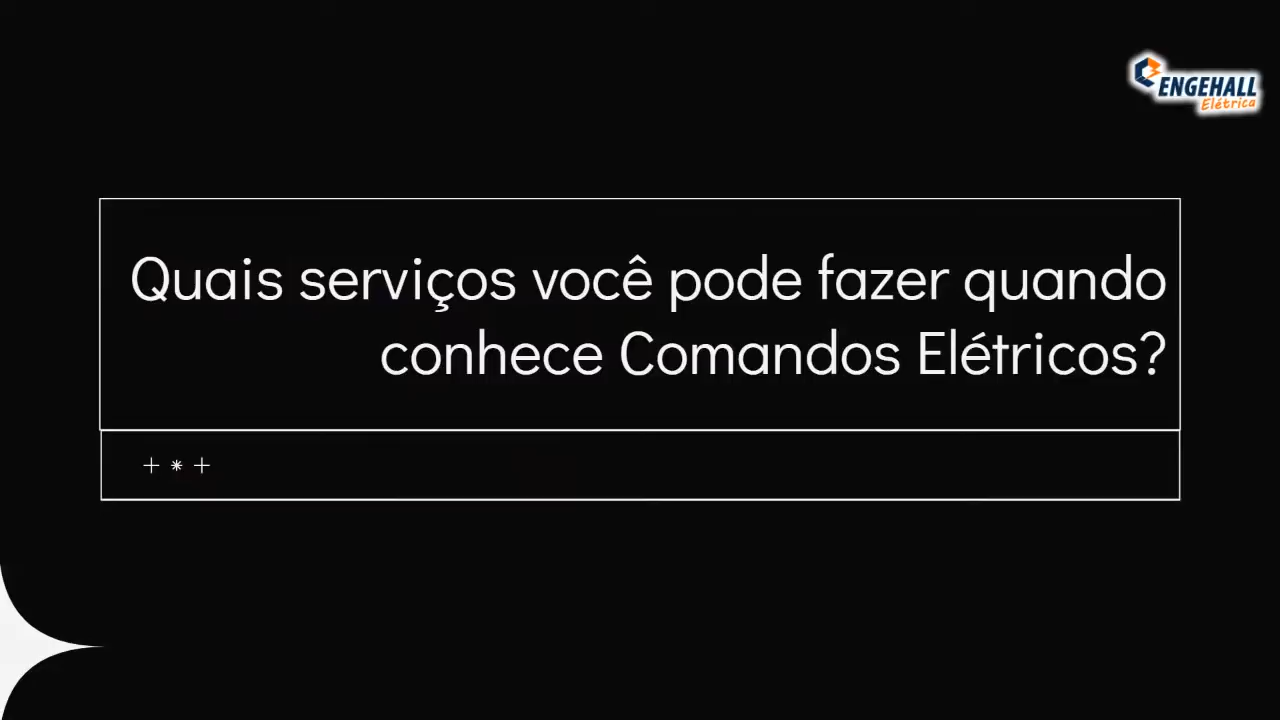 ENGEHALL
Elétrica
Quais serviços você pode fazer quando
conhece Comandos Elétricos?
+ * +